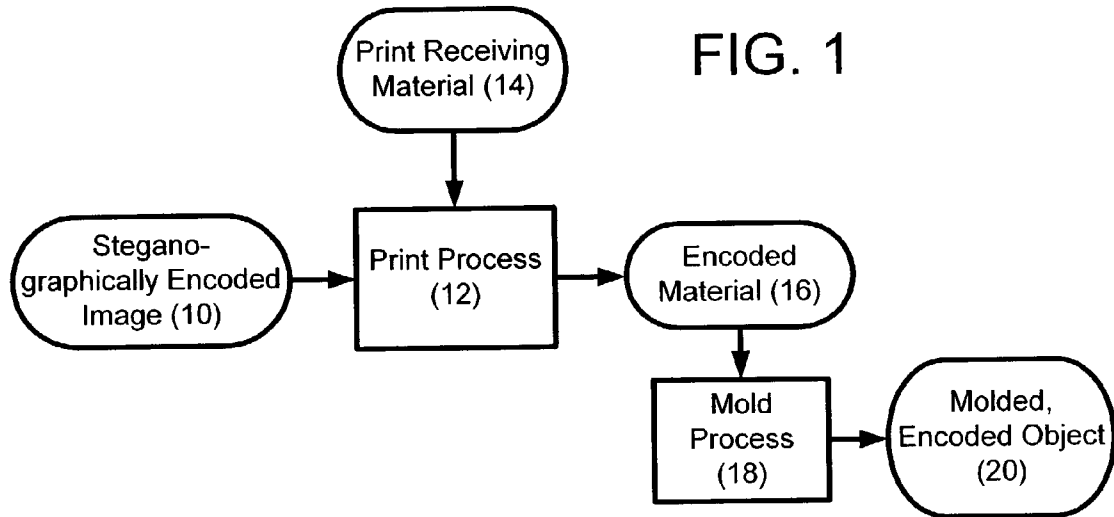 FIG. 1
Print Receiving
Material (14)
Stegano-
graphically Encoded
Image (10)
Print Process
(12)
Encoded
Material (16)
Mold
Process
(18)
Molded,
Encoded Object
(20)